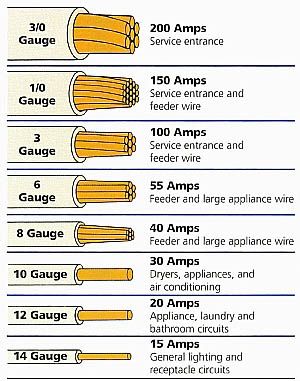 3/0
Gauge
200 Amps
Service entrance
1/0
Gauge
150 Amps
Service entrance and
feeder wire
3
Gauge
100 Amps
Service entrance and
feeder wire
6
Gauge
55 Amps
Feeder and large appliance wire
8 Gauge
40 Amps
Feeder and large appliance wire
10 Gauge
30 Amps
Dryers, appliances, and
air conditioning
12 Gauge
20 Amps
Appliance, laundry and
bathroom circuits
14 Gauge
15 Amps
General lighting and
receptacle circuits